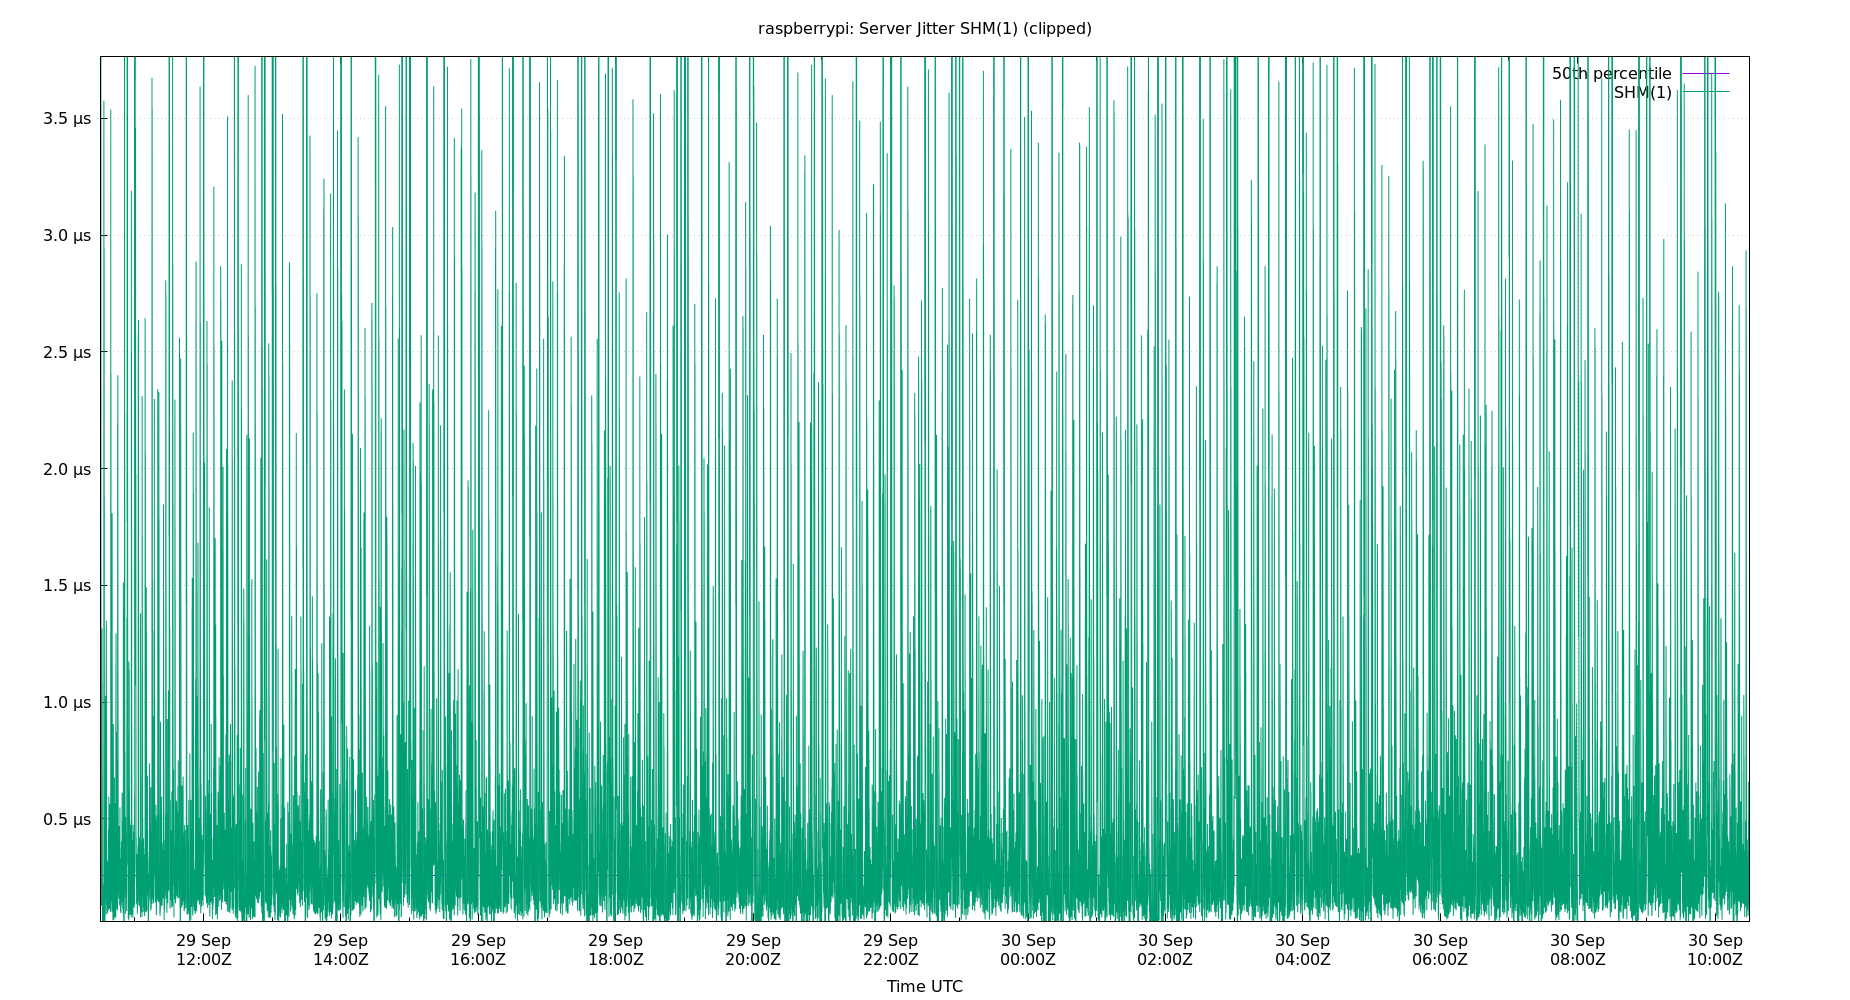 raspberrypi: Server Jitter SHM(1) (clipped)
50th percentile
SHM(1)
3.5 µs
3.0 µs
2.5 µs
2.0 µs
1.5 µs
1.0 µs
0.5 µs
29 Sep 29 Sep 29 Sep 29 Sep 29 Sep 29 Sep 30 Sep 30 Sep 30 Sep 30 Sep 30 Sep 30 Sep
12:00Z 14:00Z 16:00Z 18:00Z 20:00Z 22:00Z 00:00Z 02:00Z 04:00Z 06:00Z 08:00Z 10:00Z
Time UTC